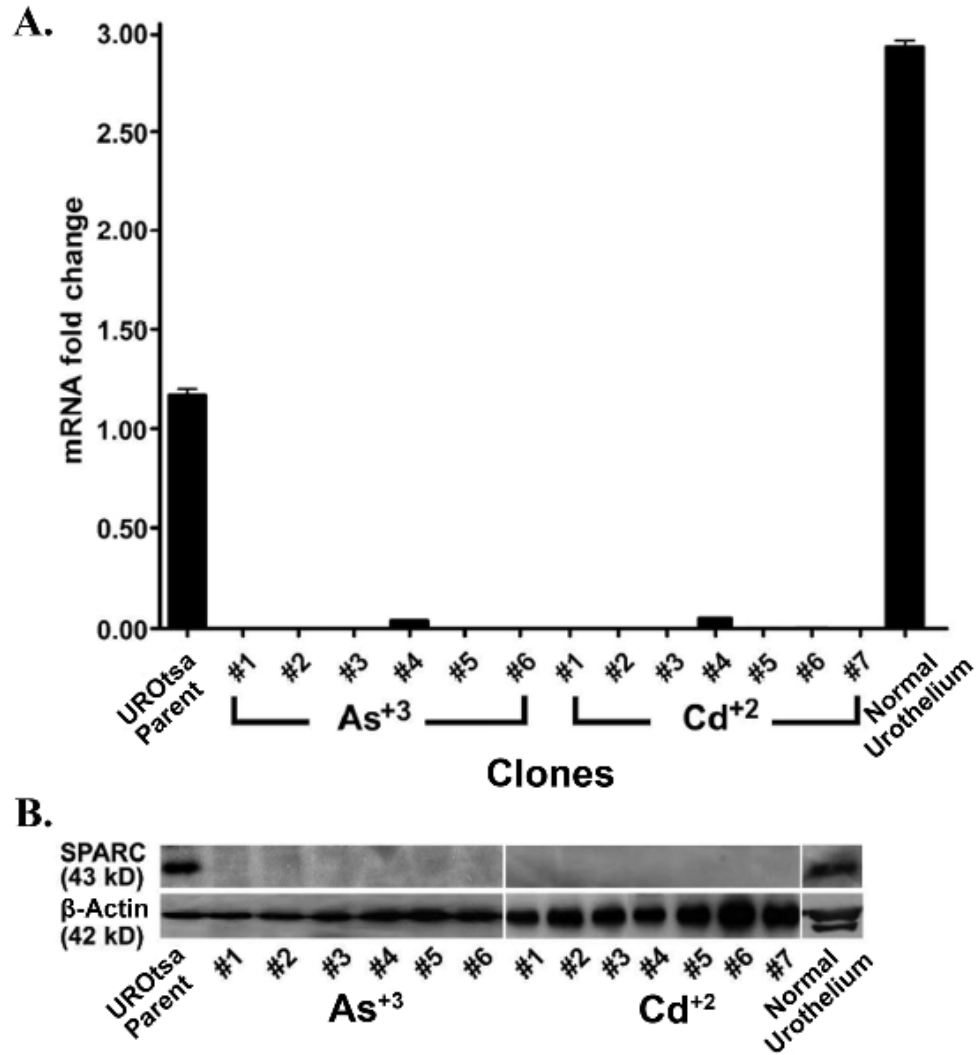 A.
mRNA fold change
3.00
2.50
2.00
1.50
1.00
0.50
0.00
UROtsa
Parent
#1 #2 #3 #4 #5 #6 #1 #2 #3 #4 #5 #6 #7
Normal
Urothelium
As+3 Cd+2
Clones
B.
SPARC
(43 kD)
β-Actin
(42 kD)
UROtsa
Parent
#1 #2 #3 #4 #5 #6 #1 #2 #3 #4 #5 #6 #7
Normal
Urothelium
As+3 Cd+2